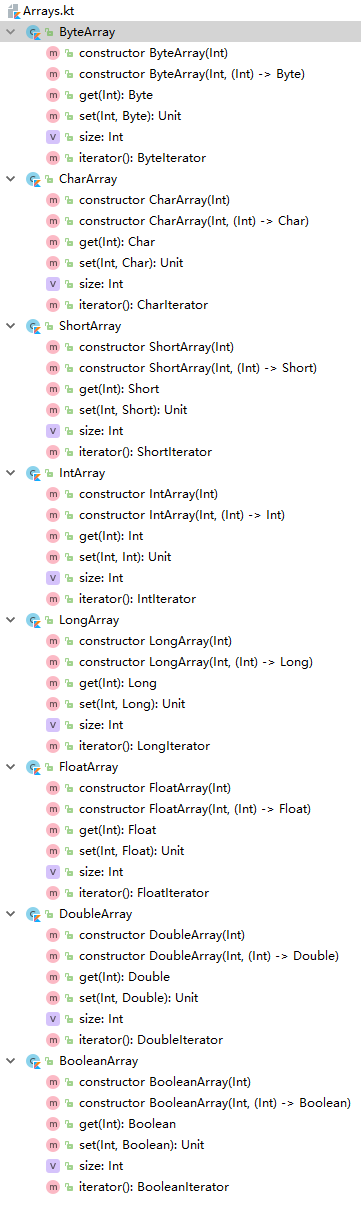 Arrays.kt
ByteArray
m constructor ByteArray(Int)
m constructor ByteArray(Int, (Int) -> Byte)
m get(Int): Byte
m set(Int, Byte): Unit
v size: Int
m iterator(): ByteIterator
CharArray
m constructor CharArray(Int)
m constructor CharArray(Int, (Int) -> Char)
m get(Int): Char
m set(Int, Char): Unit
v size: Int
m iterator(): CharIterator
ShortArray
m constructor ShortArray(Int)
m constructor ShortArray(Int, (Int) -> Short)
m get(Int): Short
m set(Int, Short): Unit
v size: Int
m iterator(): ShortIterator
IntArray
m constructor IntArray(Int)
m constructor IntArray(Int, (Int) -> Int)
m get(Int): Int
m set(Int, Int): Unit
v size: Int
m iterator(): IntIterator
LongArray
m constructor LongArray(Int)
m constructor LongArray(Int, (Int) -> Long)
m get(Int): Long
m set(Int, Long): Unit
v size: Int
m iterator(): LongIterator
FloatArray
m constructor FloatArray(Int)
m constructor FloatArray(Int, (Int) -> Float)
m get(Int): Float
m set(Int, Float): Unit
v size: Int
m iterator(): FloatIterator
DoubleArray
m constructor DoubleArray(Int)
m constructor DoubleArray(Int, (Int) -> Double)
m get(Int): Double
m set(Int, Double): Unit
v size: Int
m iterator(): DoubleIterator
BooleanArray
m constructor BooleanArray(Int)
m constructor BooleanArray(Int, (Int) -> Boolean)
m get(Int): Boolean
m set(Int, Boolean): Unit
v size: Int
m iterator(): BooleanIterator